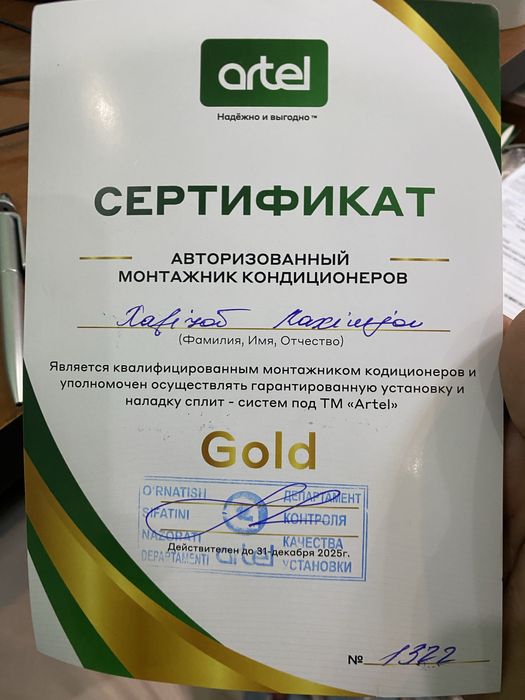 artel
Надёжно и выгодно™
СЕРТИФИКАТ
АВТОРИЗОВАННЫЙ
МОНТАЖНИК КОНДИЦИОНЕРОВ
(Фамилия, Имя, Отчество)
Является квалифицированным монтажником кодиционеров и
уполномочен осуществлять гарантированную установку и
наладку сплит - систем под ТМ «Artel»
Gold
O'RNATISH
SIFATINI
NAZORATI
DEPARTAMENTI
ДЕПАРТАМЕНТ
КОНТРОЛЯ
КАЧЕСТВА
УСТАНОВКИ
artel
Действителен до 31-декабря 2025г.
№ 1322